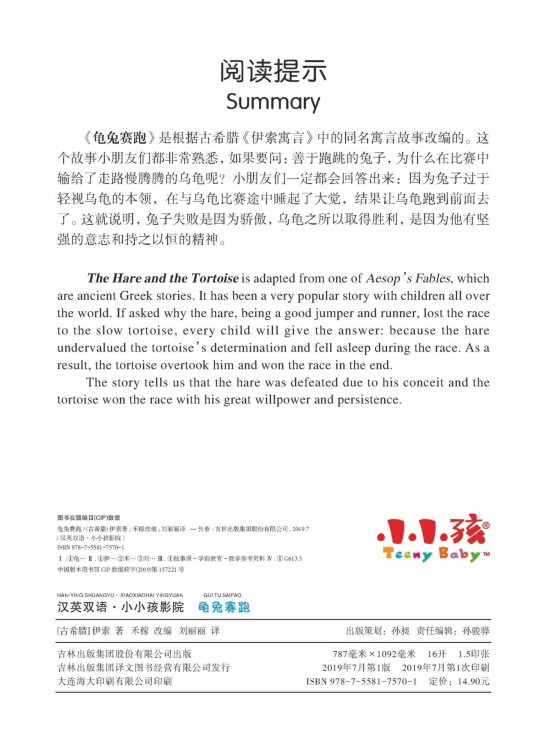 阅读提示
Summary
《龟兔赛跑》是根据古希腊《伊索寓言》中的同名寓言故事改编的。这
个故事小朋友们都非常熟悉，如果要问：善于跑跳的兔子，为什么在比赛中
输给了走路慢腾腾的乌龟呢？小朋友们一定都会回答出来：因为兔子过于
轻视乌龟的本领，在与乌龟比赛途中睡起了大觉，结果让乌龟跑到前面去
了。这就说明，兔子失败是因为骄傲，乌龟之所以取得胜利，是因为他有坚
强的意志和持之以恒的精神。
The Hare and the Tortoise is adapted from one of Aesop's Fables, which
are ancient Greek stories. It has been a very popular story with children all over
the world. If asked why the hare, being a good jumper and runner, lost the race
to the slow tortoise, every child will give the answer: because the hare
undervalued the tortoise's determination and fell asleep during the race. As a
result, the tortoise overtook him and won the race in the end.
The story tells us that the hare was defeated due to his conceit and the
tortoise won the race with his great willpower and persistence.
图书在版编目(CIP)数据
龟兔赛跑/(古希腊)伊索著;禾稼改编;刘丽丽译.—长春:吉林出版集团股份有限公司,2019.7
(汉英双语·小小孩影院)
ISBN 978-7-5581-7570-1
Ⅰ.①龟… Ⅱ.①伊…②禾…③刘… Ⅲ.①故事课-学前教育-教学参考资料 Ⅳ.①G613.3
中国版本图书馆CIP数据核字(2019)第157221号
小小孩®
Teeny Baby™
HAN-YING SHUANGYU · XIAOXIAOHAI YINGYUAN GUI TU SAIPAO
汉英双语·小小孩影院 龟兔赛跑
[古希腊]伊索 著 禾稼 改编 刘丽丽 译 出版策划：孙昶 责任编辑：孙骏骅
吉林出版集团股份有限公司出版 787毫米×1092毫米 16开 1.5印张
吉林出版集团译文图书经营有限公司发行 2019年7月第1版 2019年7月第1次印刷
大连海大印刷有限公司印刷 ISBN 978-7-5581-7570-1 定价：14.90元